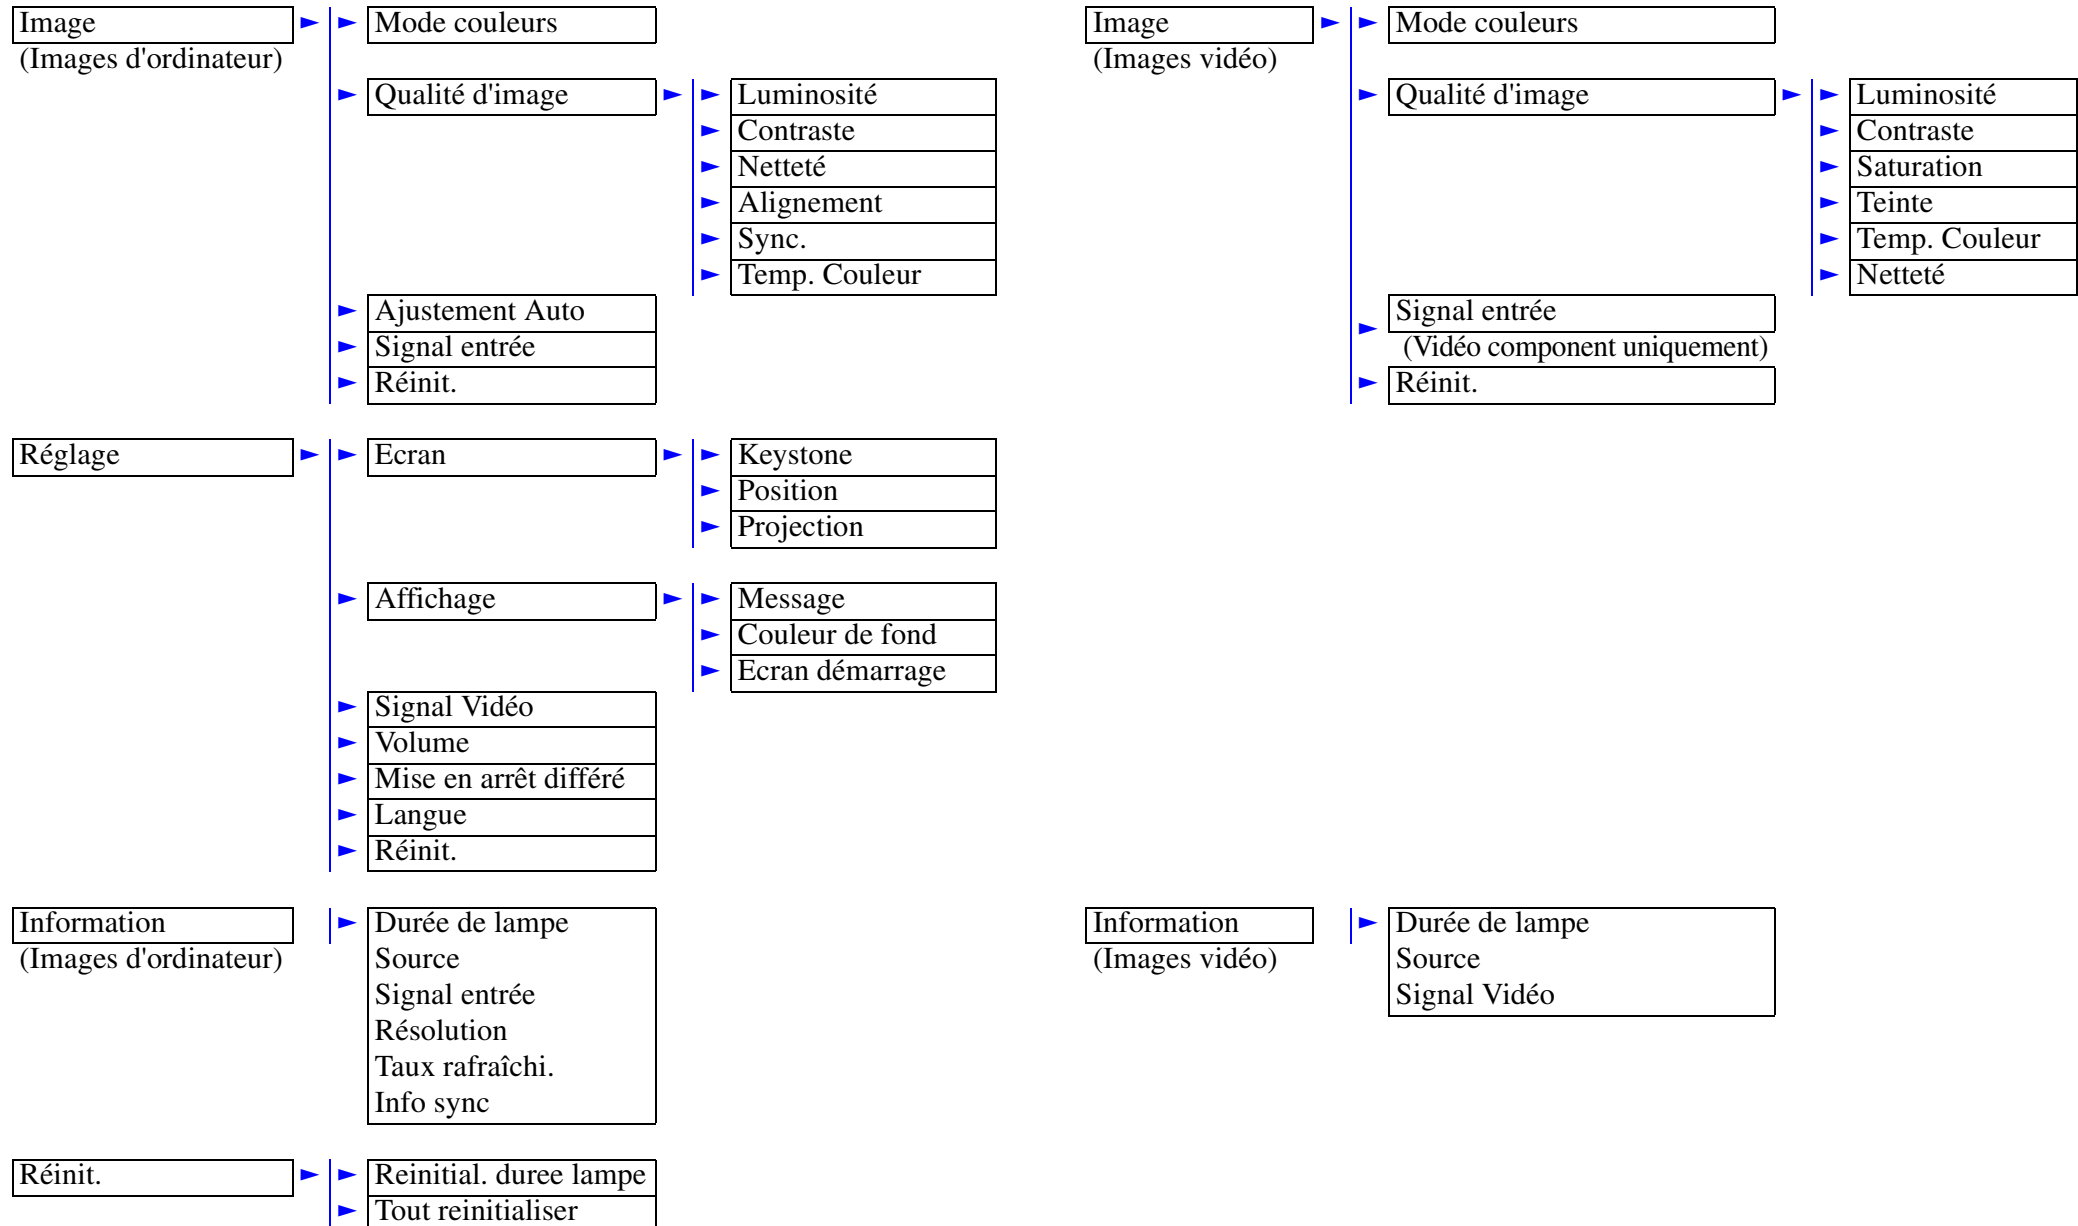 Image
(Images d'ordinateur)
Mode couleurs
Qualité d'image
Luminosité
Contraste
Netteté
Alignement
Sync.
Temp. Couleur
Ajustement Auto
Signal entrée
Réinit.
Image
(Images vidéo)
Mode couleurs
Qualité d'image
Luminosité
Contraste
Saturation
Teinte
Temp. Couleur
Netteté
Signal entrée
(Vidéo component uniquement)
Réinit.
Réglage
Ecran
Keystone
Position
Projection
Affichage
Message
Couleur de fond
Ecran démarrage
Signal Vidéo
Volume
Mise en arrêt différé
Langue
Réinit.
Information
(Images d'ordinateur)
Durée de lampe
Source
Signal entrée
Résolution
Taux rafraîchi.
Info sync
Information
(Images vidéo)
Durée de lampe
Source
Signal Vidéo
Réinit.
Reinitial. duree lampe
Tout reinitialiser